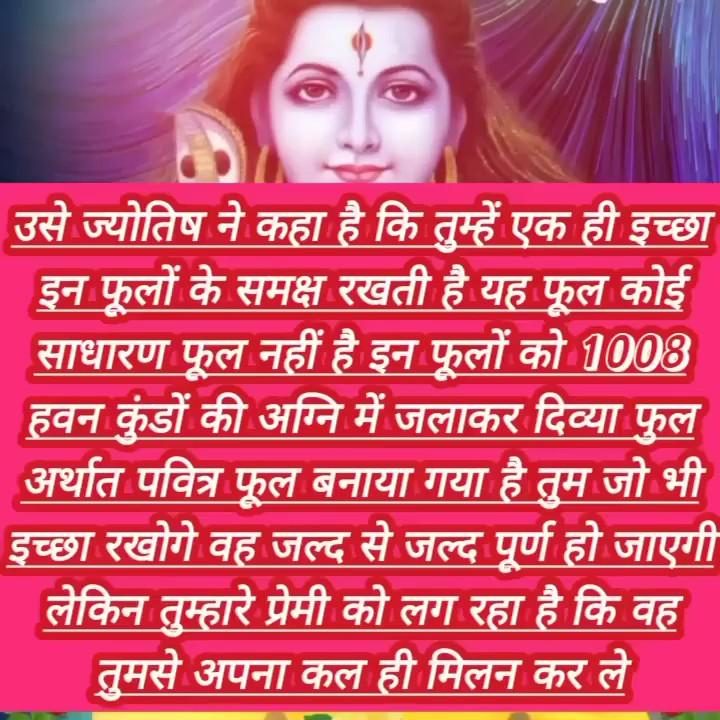 उसे ज्योतिष ने कहा है कि तुम्हें एक ही इच्छा
इन फूलों के समक्ष रखती है यह फूल कोई
साधारण फूल नहीं है इन फूलों को 1008
हवन कुंडों की अग्नि में जलाकर दिव्या फुल
अर्थात पवित्र फूल बनाया गया है तुम जो भी
इच्छा रखोगे वह जल्द से जल्द पूर्ण हो जाएगी
लेकिन तुम्हारे प्रेमी को लग रहा है कि वह
तुमसे अपना कल ही मिलन कर ले